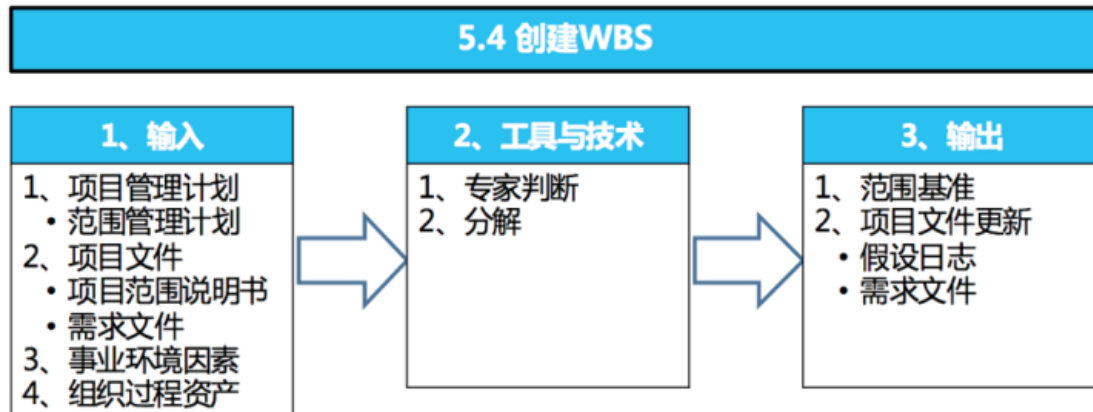 5.4 创建WBS
1、输入
1、项目管理计划
• 范围管理计划
2、项目文件
• 项目范围说明书
• 需求文件
3、事业环境因素
4、组织过程资产
2、工具与技术
1、专家判断
2、分解
3、输出
1、范围基准
2、项目文件更新
• 假设日志
• 需求文件